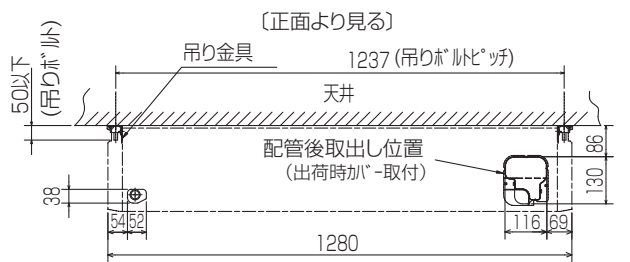 〔正面より見る〕
1237 (吊りボルトピッチ)
吊り金具
50以下
(吊りボルト)
天井
86
配管後取出し位置
(出荷時カバー取付)
130
38
54
52
116
69
1280